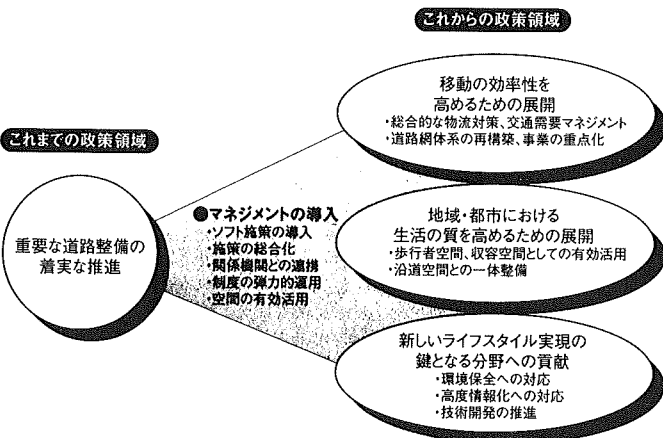 これからの政策領域
移動の効率性を
高めるための展開
・総合的な物流対策、交通需要マネジメント
・道路網体系の再構築、事業の重点化
これまでの政策領域
重要な道路整備の
着実な推進
●マネジメントの導入
・ソフト施策の導入
・施策の総合化
・関係機関との連携
・制度の弾力的運用
・空間の有効活用
地域・都市における
生活の質を高めるための展開
・歩行者空間、収容空間としての有効活用
・沿道空間との一体整備
新しいライフスタイル実現の
鍵となる分野への貢献
・環境保全への対応
・高度情報化への対応
・技術開発の推進